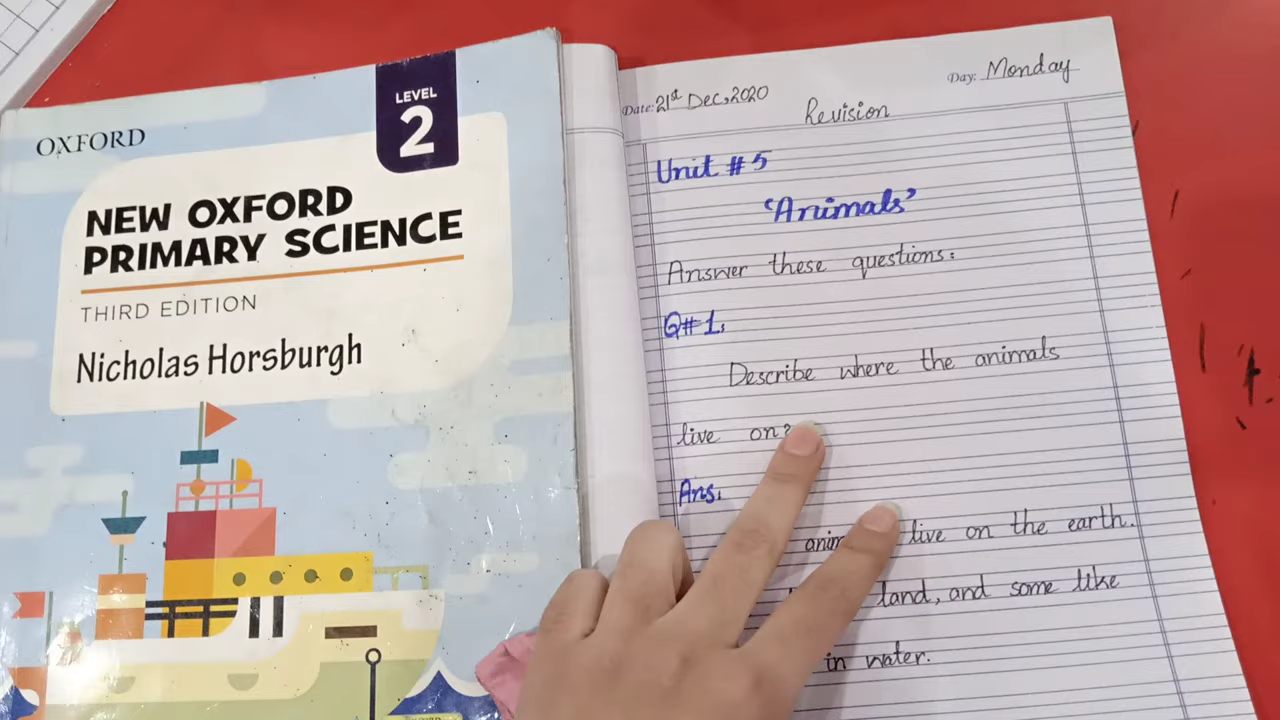 OXFORD
LEVEL
2
NEW OXFORD
PRIMARY SCIENCE
THIRD EDITION
Nicholas Horsburgh
Date: 21st Dec, 2020
Day: Monday
Revision
Unit # 5
'Animals'
Answer these questions:
Q# 1.
Describe where the animals
live on?
Ans.
live on the earth.
land, and some like
in water.